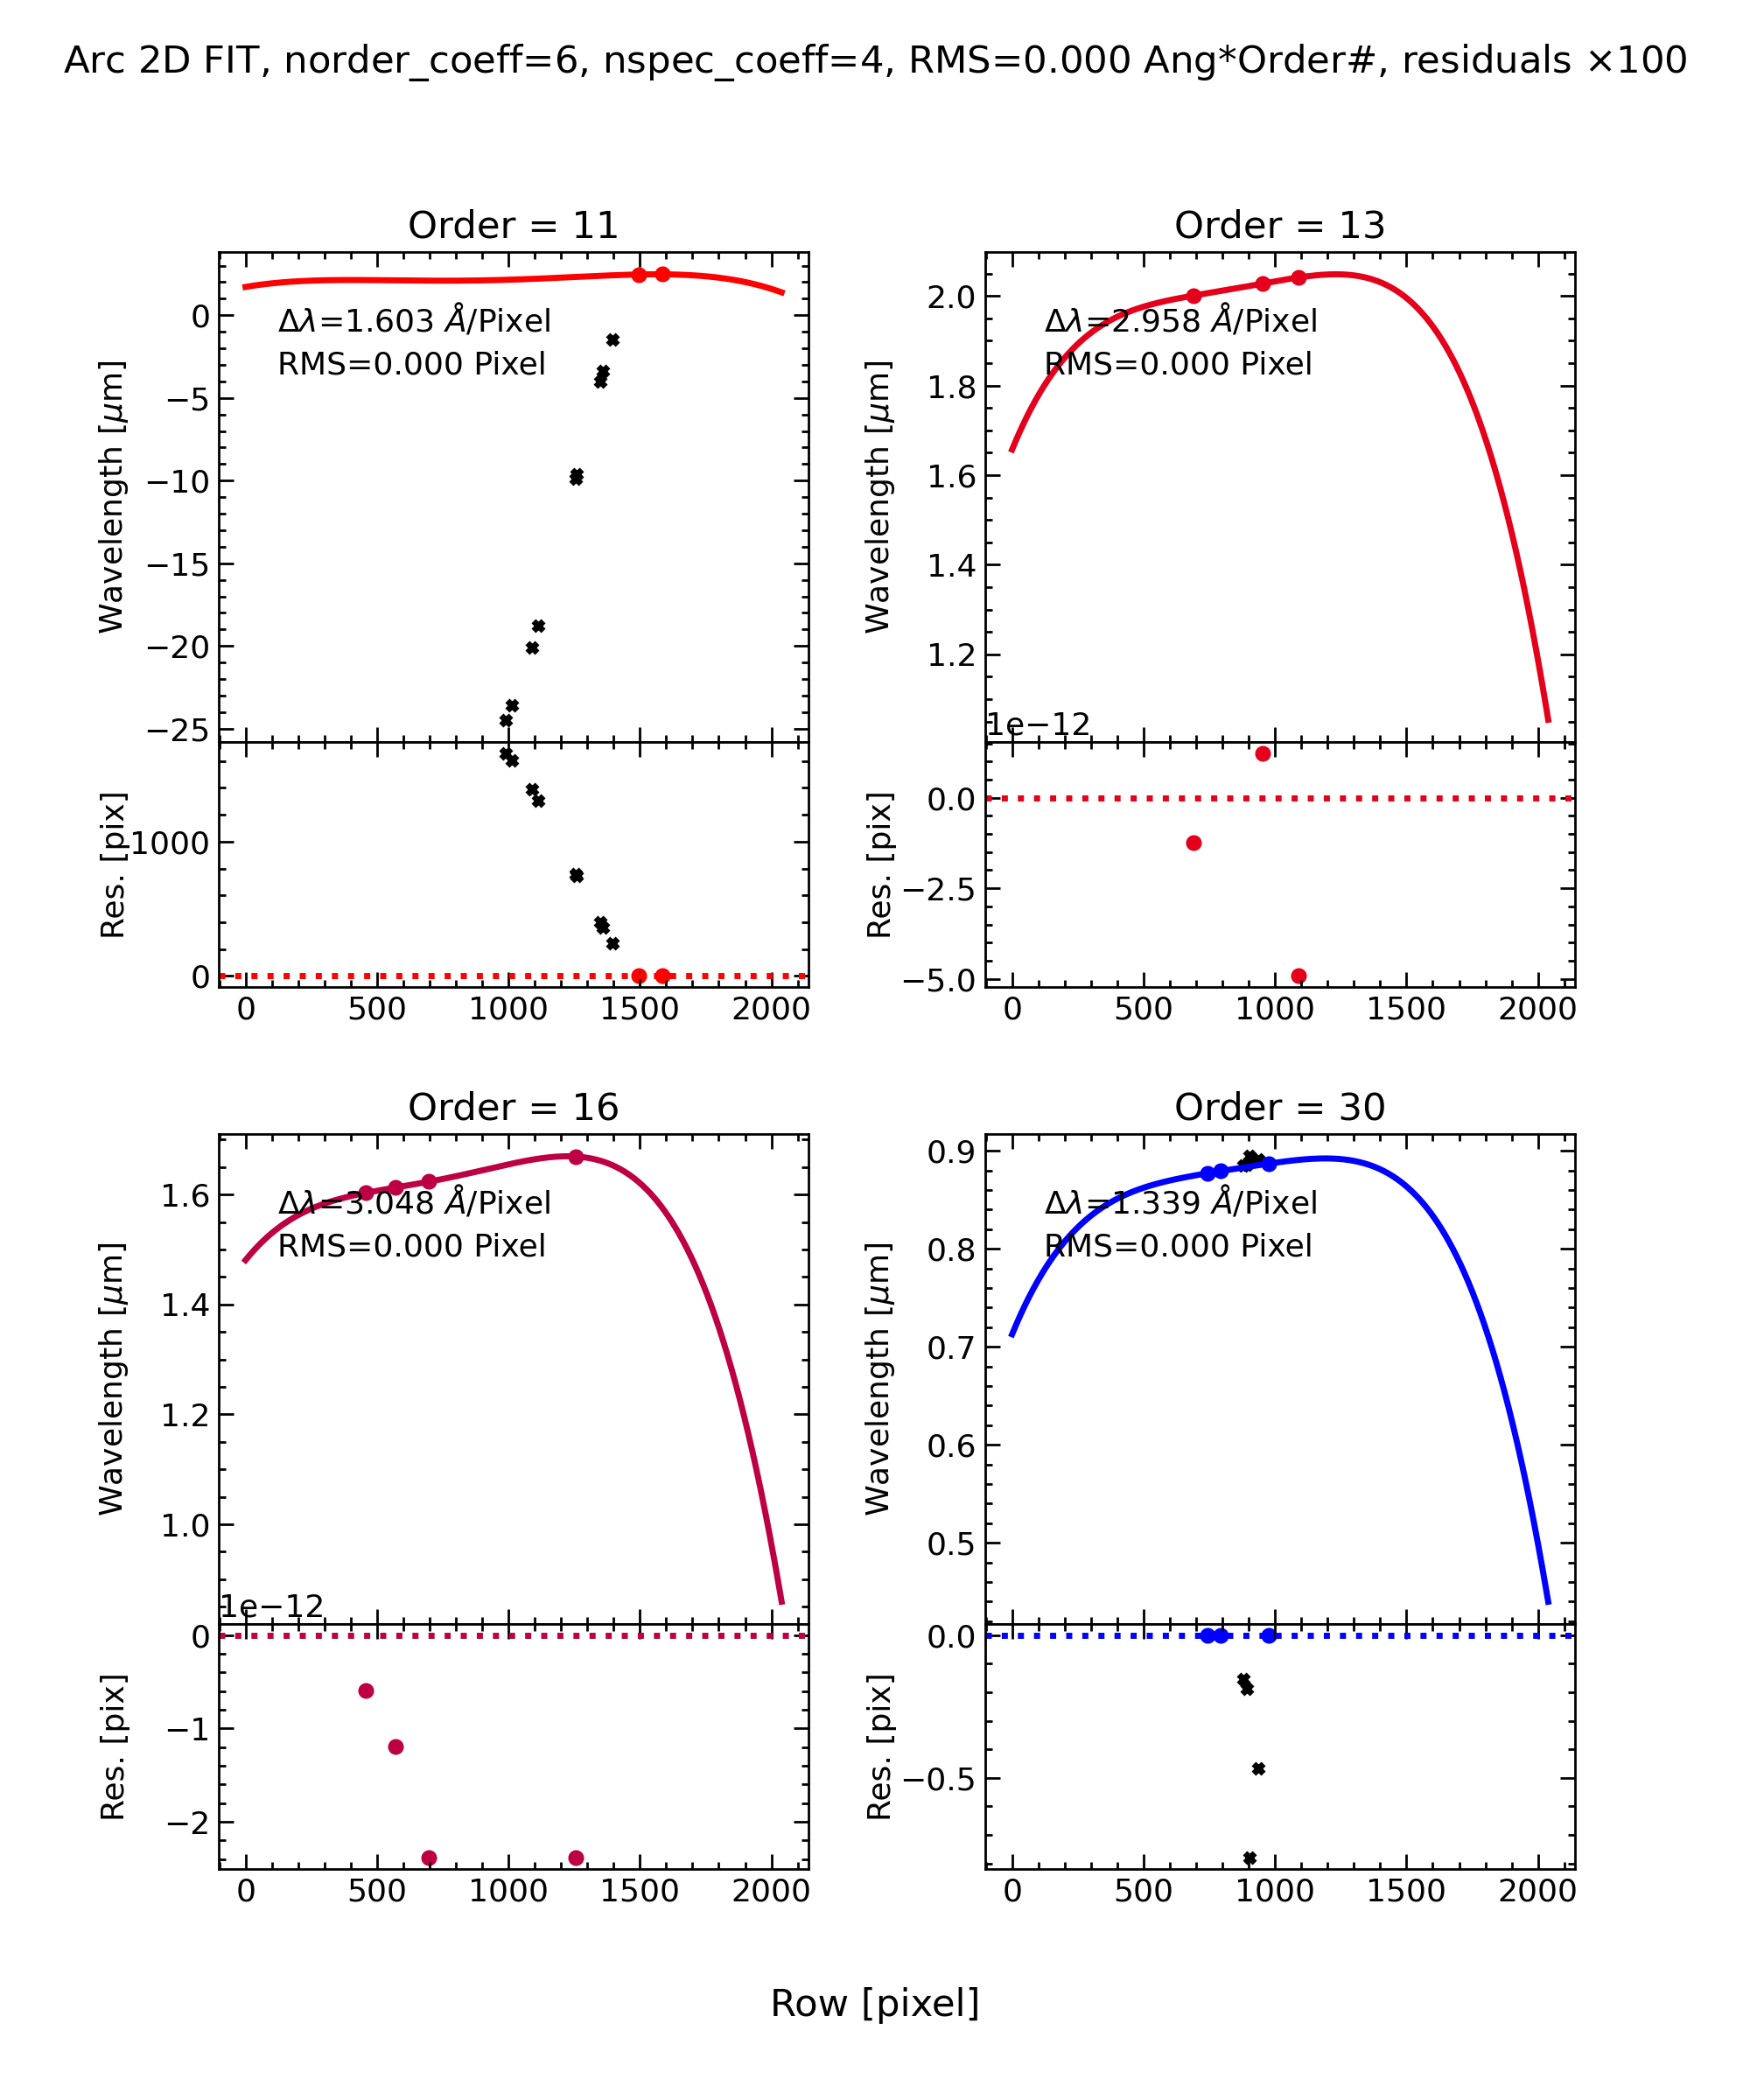 Arc 2D FIT, norder_coeff=6, nspec_coeff=4, RMS=0.000 Ang*Order#, residuals ×100
Order = 11
Δλ=1.603 Å/Pixel
RMS=0.000 Pixel
Wavelength [μm]
0
−5
−10
−15
−20
−25
Res. [pix]
1000
0
0 500 1000 1500 2000
Order = 13
Δλ=2.958 Å/Pixel
RMS=0.000 Pixel
Wavelength [μm]
2.0
1.8
1.6
1.4
1.2
1e−12
Res. [pix]
0.0
−2.5
−5.0
0 500 1000 1500 2000
Order = 16
Δλ=3.048 Å/Pixel
RMS=0.000 Pixel
Wavelength [μm]
1.6
1.4
1.2
1.0
1e−12
Res. [pix]
0
−1
−2
0 500 1000 1500 2000
Order = 30
Δλ=1.339 Å/Pixel
RMS=0.000 Pixel
Wavelength [μm]
0.9
0.8
0.7
0.6
0.5
Res. [pix]
0.0
−0.5
0 500 1000 1500 2000
Row [pixel]